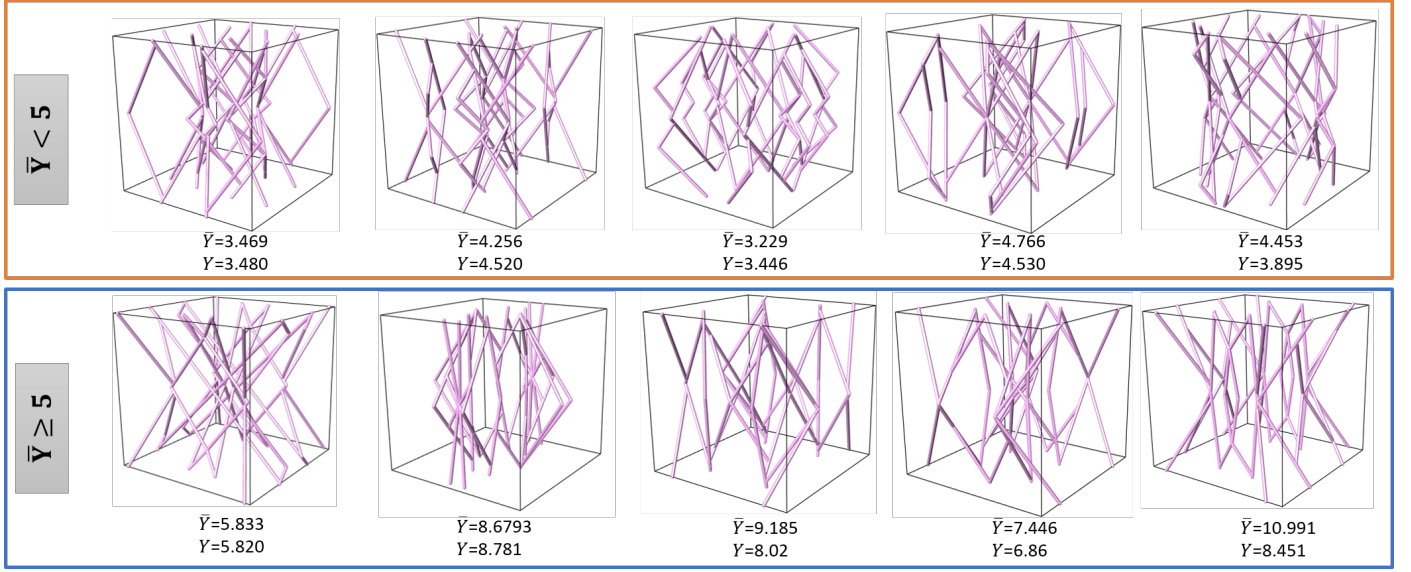 Ȳ < 5
Ȳ=3.469
Y=3.480
Ȳ=4.256
Y=4.520
Ȳ=3.229
Y=3.446
Ȳ=4.766
Y=4.530
Ȳ=4.453
Y=3.895
Ȳ ≥ 5
Ȳ=5.833
Y=5.820
Ȳ=8.6793
Y=8.781
Ȳ=9.185
Y=8.02
Ȳ=7.446
Y=6.86
Ȳ=10.991
Y=8.451